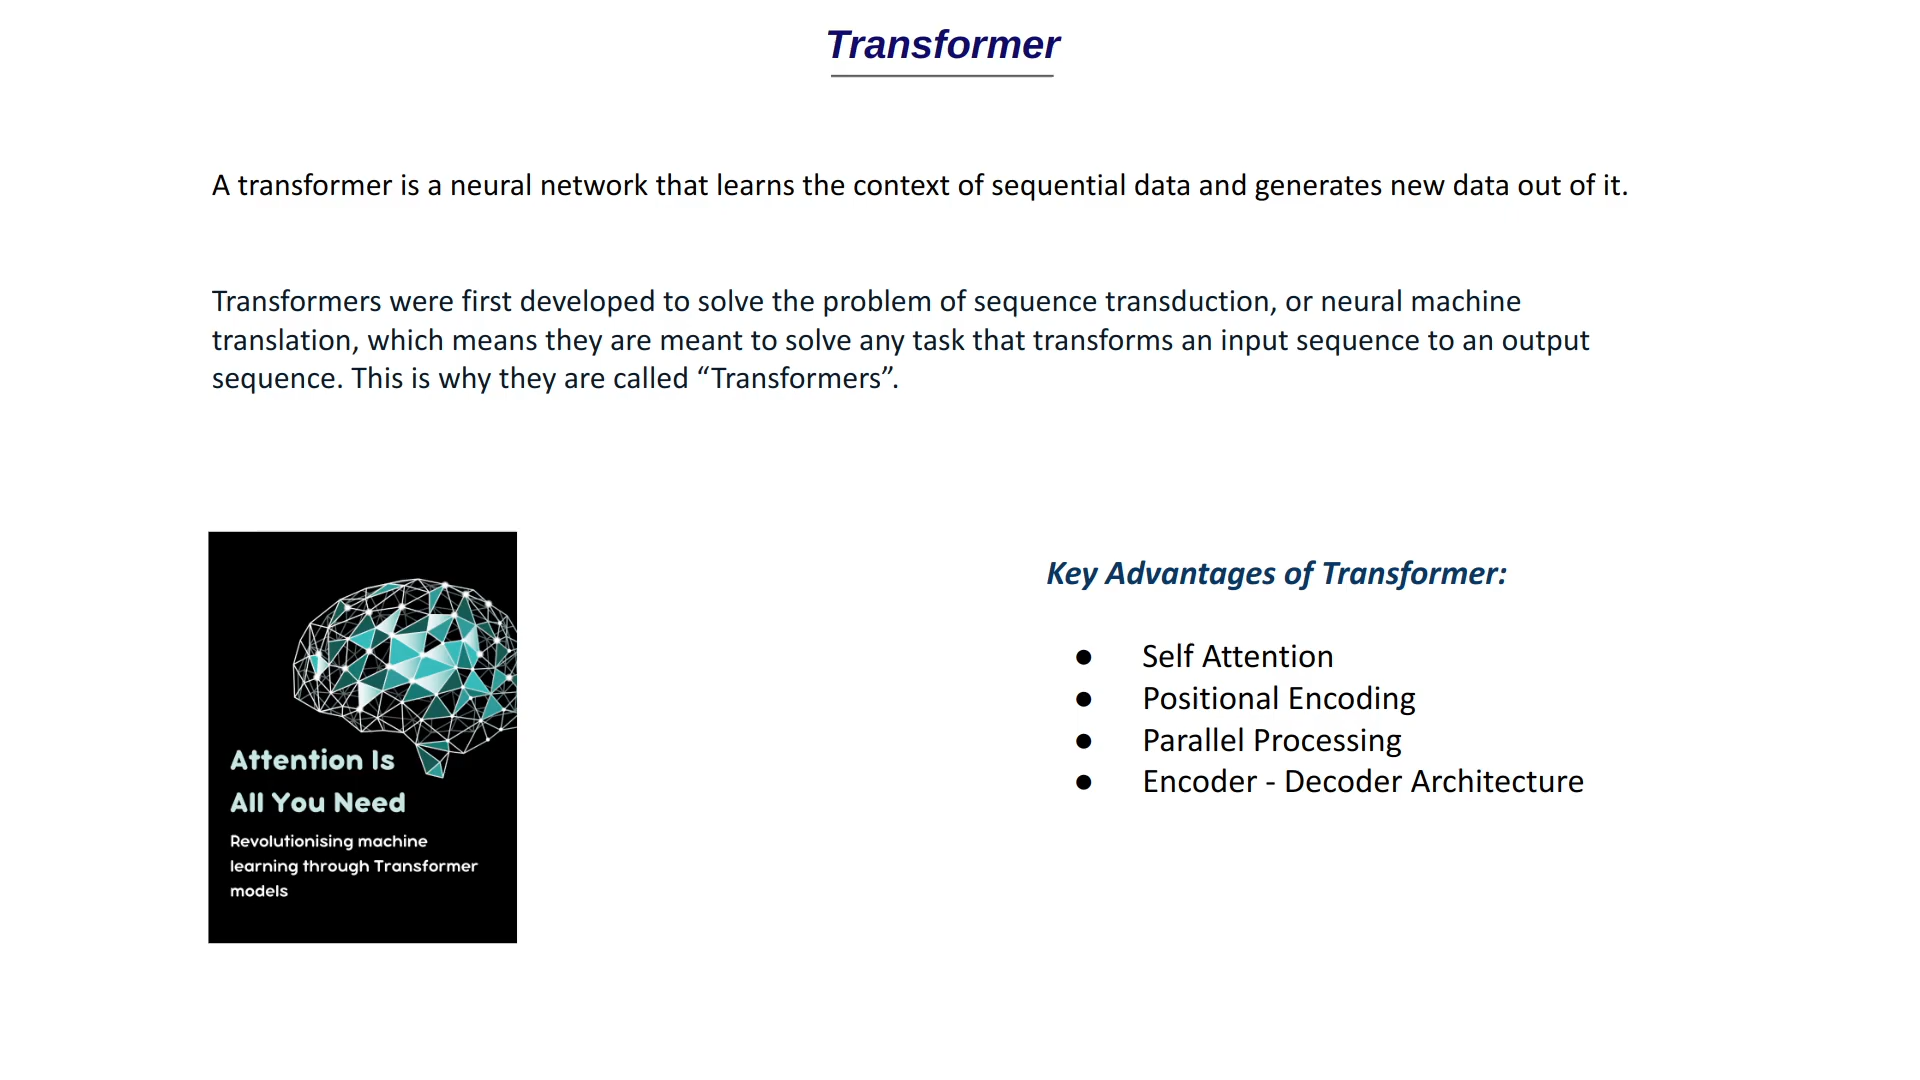 Transformer
A transformer is a neural network that learns the context of sequential data and generates new data out of it.
Transformers were first developed to solve the problem of sequence transduction, or neural machine
translation, which means they are meant to solve any task that transforms an input sequence to an output
sequence. This is why they are called “Transformers”.
Attention Is
All You Need
Revolutionising machine
learning through Transformer
models
Key Advantages of Transformer:
● Self Attention
● Positional Encoding
● Parallel Processing
● Encoder - Decoder Architecture